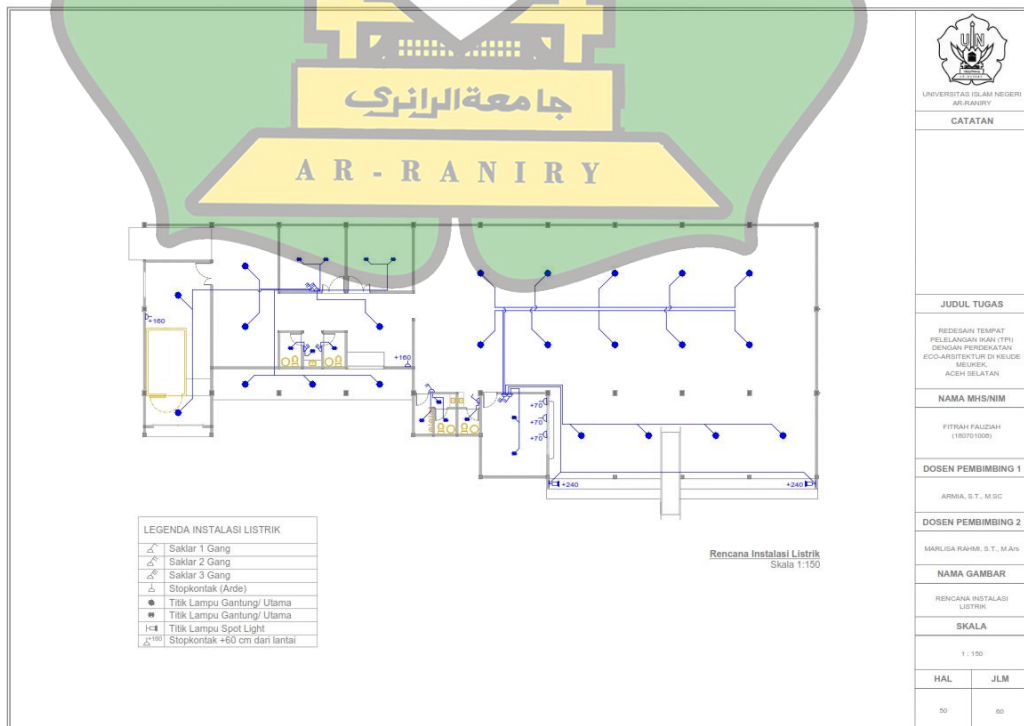 جامعة الرانري
AR - RANIRY
+160
+160
+70
+70
+70
+240
+240
LEGENDA INSTALASI LISTRIK
Saklar 1 Gang
Saklar 2 Gang
Saklar 3 Gang
Stopkontak (Arde)
Titik Lampu Gantung/ Utama
Titik Lampu Gantung/ Utama
Titik Lampu Spot Light
+160 Stopkontak +60 cm dari lantai
Rencana Instalasi Listrik
Skala 1:150
UIN
UNIVERSITAS ISLAM NEGERI
AR-RANIRY
CATATAN
JUDUL TUGAS
REDESAIN TEMPAT
PELELANGAN IKAN (TPI)
DENGAN PERDEKATAN
ECO-ARSITEKTUR DI KEUDE
MEUKEK,
ACEH SELATAN
NAMA MHS/NIM
FITRAH FAUZIAH
(180701006)
DOSEN PEMBIMBING 1
ARMIA, S.T., M.SC
DOSEN PEMBIMBING 2
MARLISA RAHMI, S.T., M.Ars
NAMA GAMBAR
RENCANA INSTALASI
LISTRIK
SKALA
1 : 150
HAL JLM
50 60